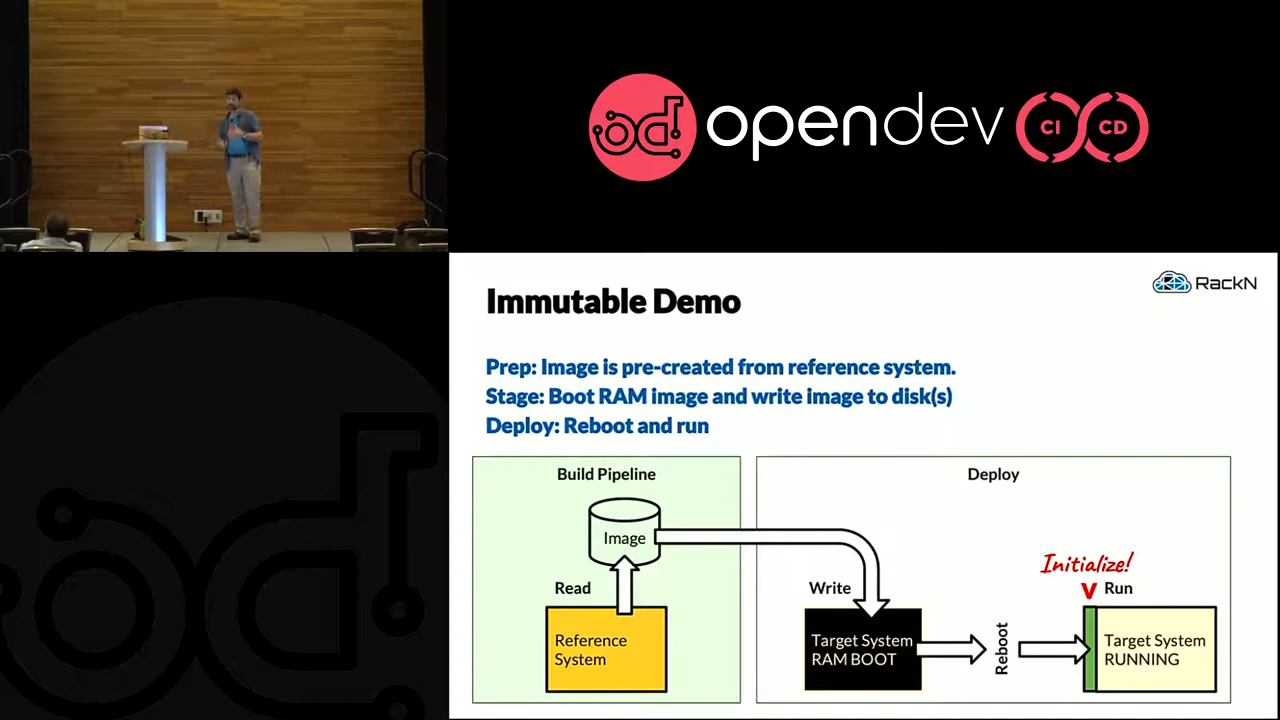 opendev
CI CD
RackN
Immutable Demo
Prep: Image is pre-created from reference system.
Stage: Boot RAM image and write image to disk(s)
Deploy: Reboot and run
Build Pipeline
Image
Read
Reference
System
Deploy
Initialize!
Write
V Run
Target System
RAM BOOT
Reboot
Target System
RUNNING